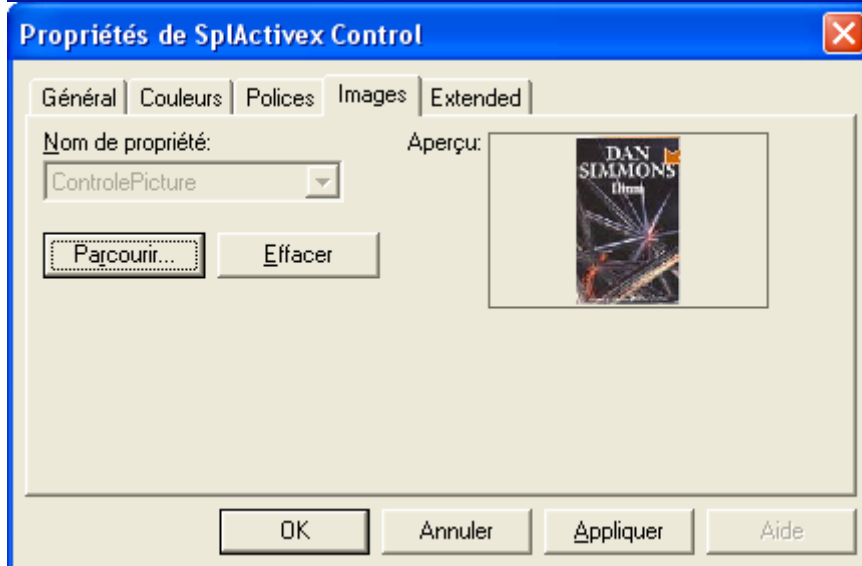 Propriétés de SplActivex Control
Général Couleurs Polices Images Extended
Nom de propriété: Aperçu:
ControlePicture
Parcourir... Effacer
DAN
SIMMONS
OK Annuler Appliquer Aide